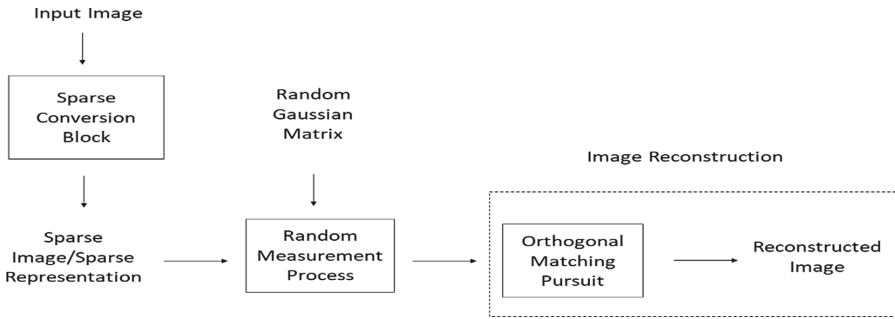 Input Image
Sparse
Conversion
Block
Random
Gaussian
Matrix
Image Reconstruction
Sparse
Image/Sparse
Representation
Random
Measurement
Process
Orthogonal
Matching
Pursuit
Reconstructed
Image